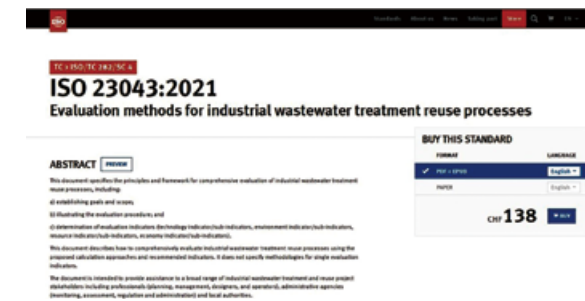 ISO
Standards About us News Taking part Store EN
TC > ISO/TC 282/SC 4
ISO 23043:2021
Evaluation methods for industrial wastewater treatment reuse processes
ABSTRACT PREVIEW
This document specifies the principles and framework for comprehensive evaluation of industrial wastewater treatment
reuse processes, including:
a) establishing goals and scope;
b) illustrating the evaluation procedure; and
c) determination of evaluation indicators (technology indicator/sub-indicators, environment indicator/sub-indicators,
resource indicator/sub-indicators, economy indicator/sub-indicators).
This document describes how to comprehensively evaluate industrial wastewater treatment reuse processes using the
proposed calculation approaches and recommended indicators. It does not specify methodologies for single evaluation
indicators.
The document is intended to provide assistance to a broad range of industrial wastewater treatment and reuse project
stakeholders including professionals (planning, management, designers, and operators), administrative agencies
(monitoring, assessment, regulation and administration) and local authorities.
BUY THIS STANDARD
FORMAT LANGUAGE
PDF + EPUB English
PAPER English
CHF 138 BUY